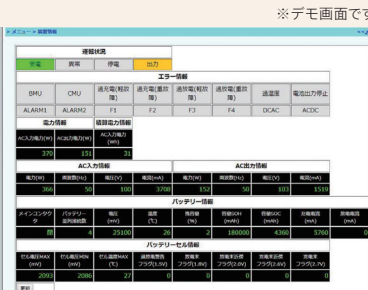 ※デモ画面です
> メニュー > 装置情報
運転状況
充電 異常 停電 出力
エラー情報
BMU CMU 過充電(軽故障) 過充電(重故障) 過放電(軽故障) 過放電(重故障) 過温度 電池出力停止
ALARM1 ALARM2 F1 F2 F3 F4 DCAC ACDC
電力情報 積算電力情報
AC入力電力(W) AC出力電力(W) AC入力電力(Wh)
370 151 31
AC入力情報 AC出力情報
電力(W) 周波数(Hz) 電圧(V) 電流(mA) 電力(W) 周波数(Hz) 電圧(V) 電流(mA)
366 50 100 3708 152 50 103 1519
バッテリー情報
メインコンタクタ バッテリー並列接続数 電圧(mV) 温度(℃) 残容量(%) 容量SOH(mAh) 容量SOC(mAh) 充電電流(mA) 放電電流(mA)
閉 4 25100 26 2 180000 4360 5760 0
バッテリーセル情報
セル電圧MAX(mV) セル電圧MIN(mV) セル温度MAX(℃) 放電警告フラグ(1.5V) 放電末フラグ(1.8V) 放電末近傍フラグ(2.0V) 充電末近傍フラグ(2.5V) 充電末フラグ(2.7V)
2093 2086 27 0 0 0 0 0
更新